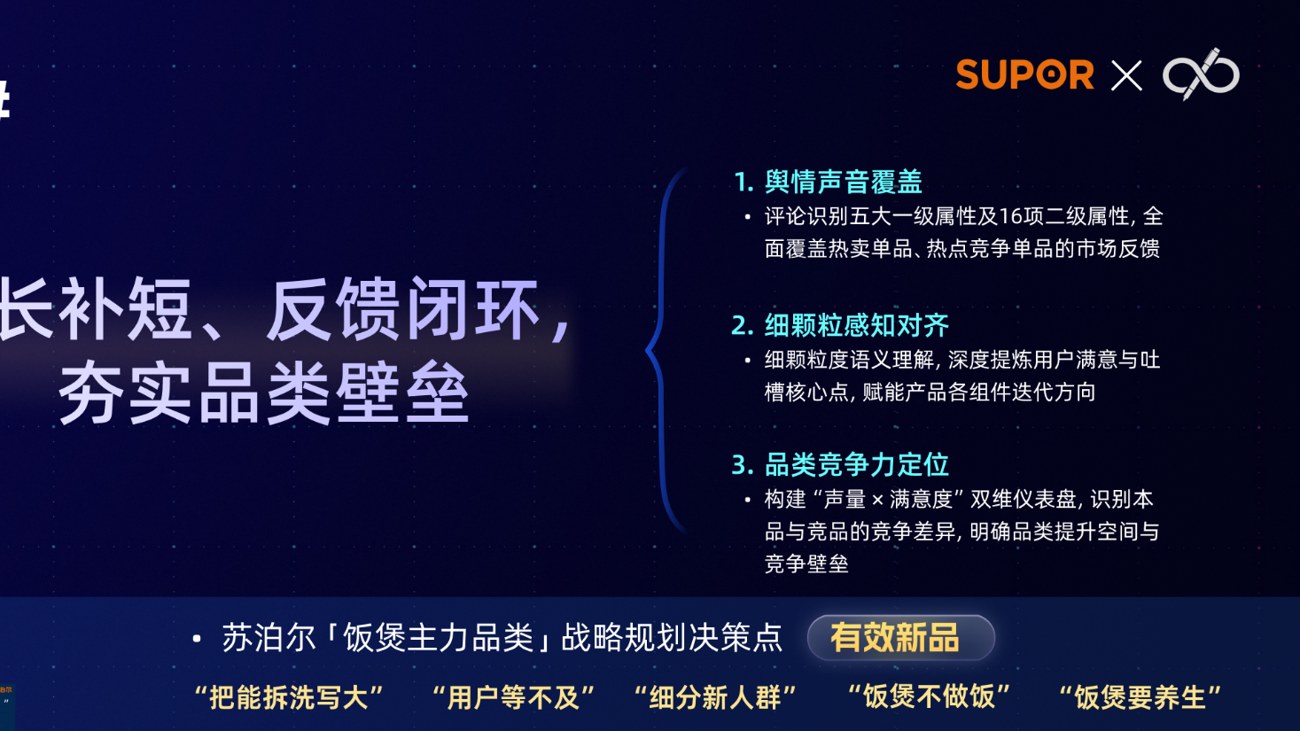 SUPOR
长补短、反馈闭环，
夯实品类壁垒
1. 舆情声音覆盖
• 评论识别五大一级属性及16项二级属性，全
面覆盖热卖单品、热点竞争单品的市场反馈
2. 细颗粒感知对齐
• 细颗粒度语义理解，深度提炼用户满意与吐
槽核心点，赋能产品各组件迭代方向
3. 品类竞争力定位
• 构建“声量 × 满意度”双维仪表盘，识别本
品与竞品的竞争差异，明确品类提升空间与
竞争壁垒
• 苏泊尔「饭煲主力品类」战略规划决策点 有效新品
“把能拆洗写大” “用户等不及” “细分新人群” “饭煲不做饭” “饭煲要养生”